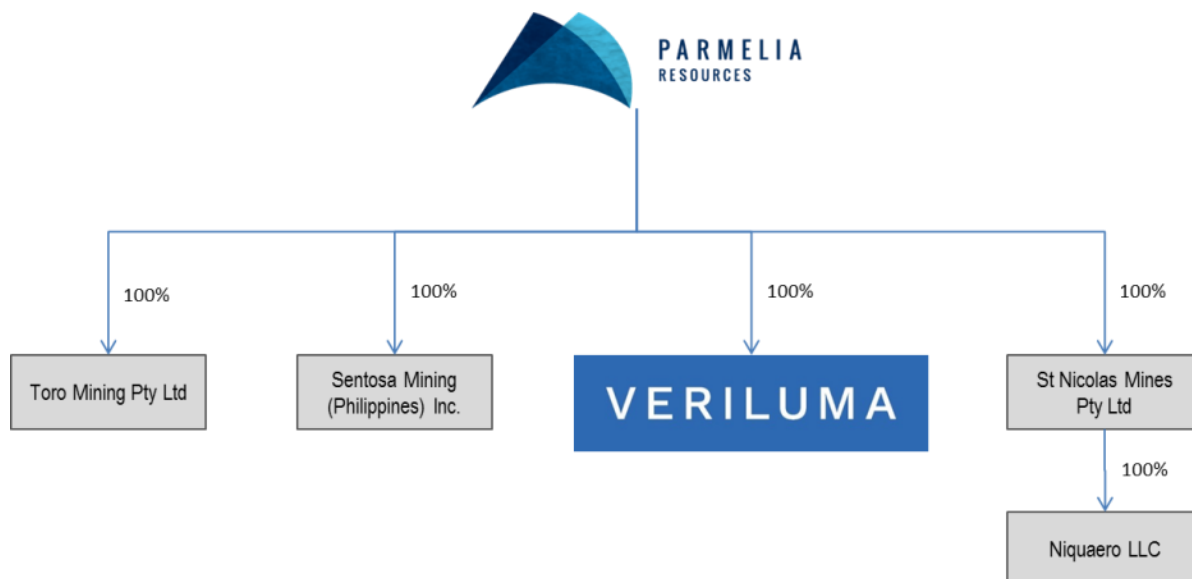 PARMELIA
RESOURCES
100%
100%
100%
100%
Toro Mining Pty Ltd
Sentosa Mining
(Philippines) Inc.
VERILUMA
St Nicolas Mines
Pty Ltd
100%
Niquaero LLC